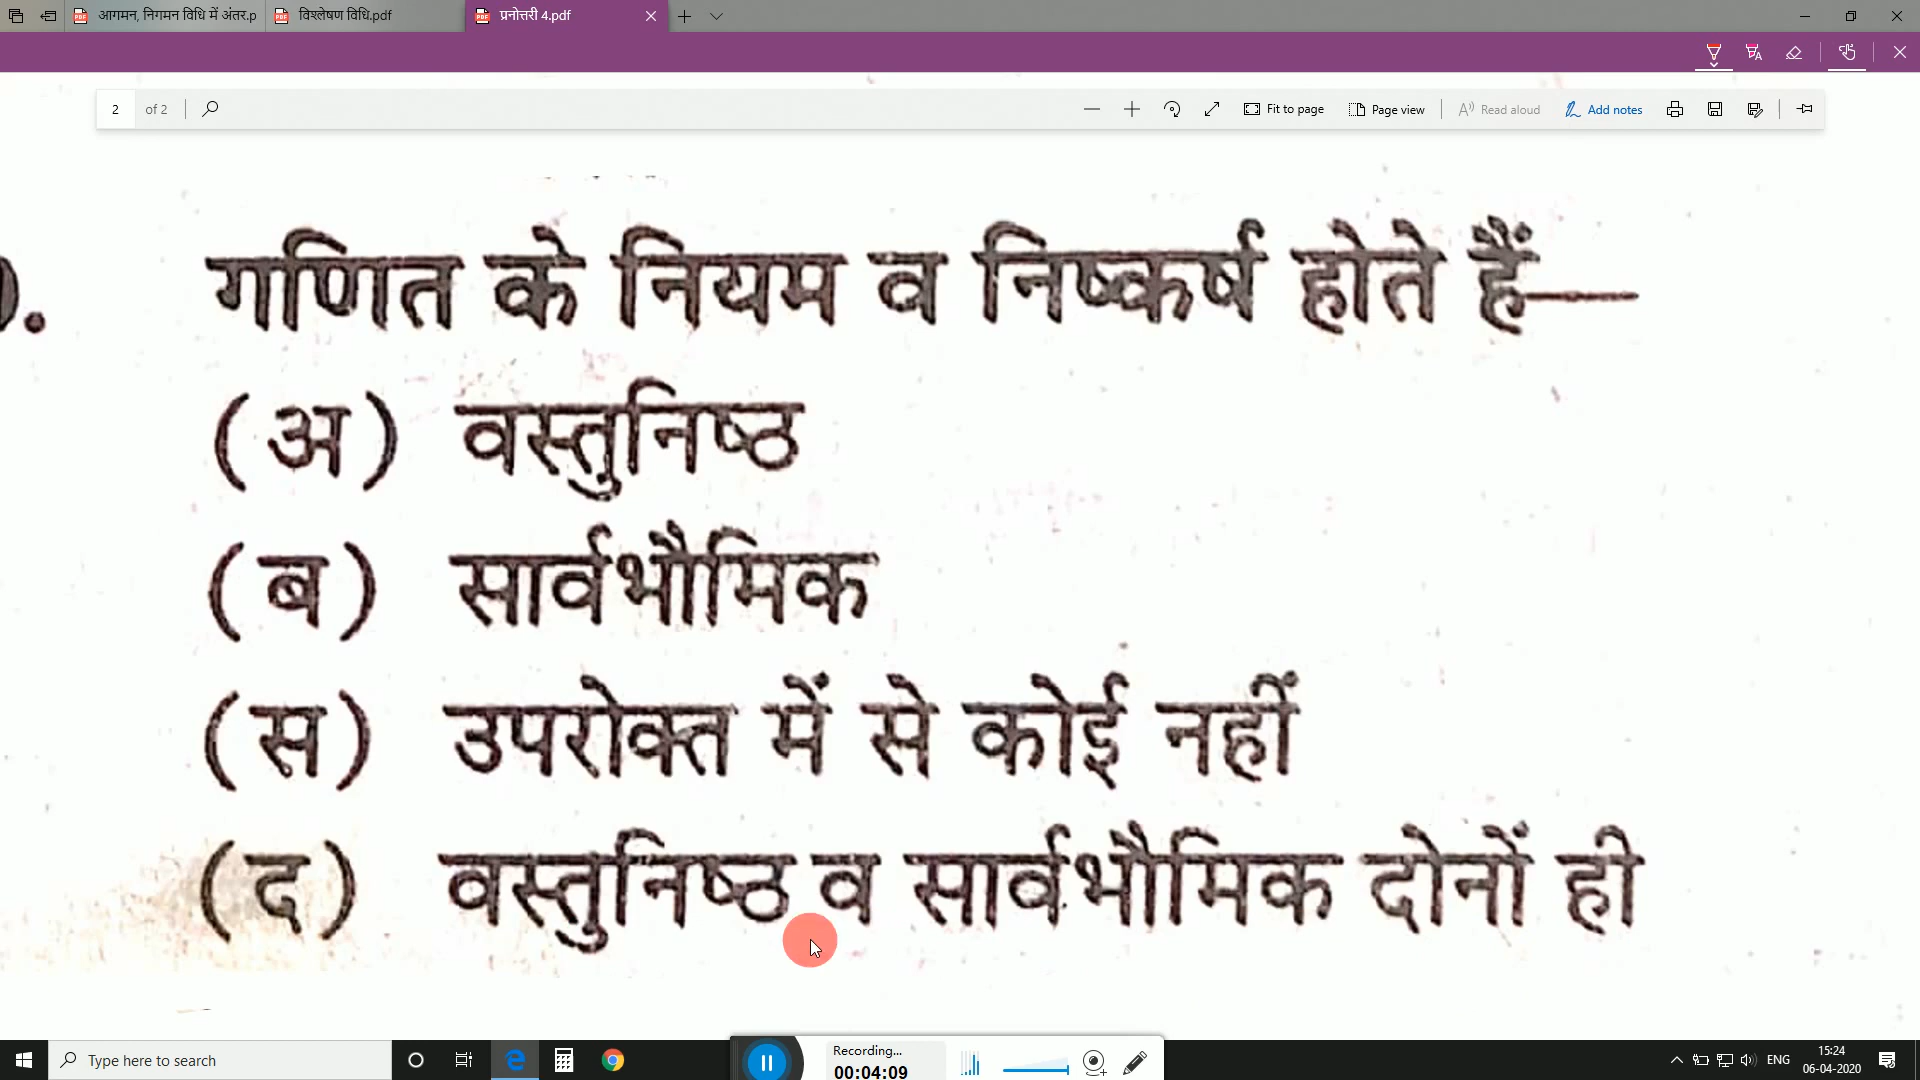 आगमन, निगमन विधि में अंतर.p
विश्लेषण विधि.pdf
प्रनोत्तरी 4.pdf
2 of 2
Fit to page
Page view
Read aloud
Add notes
गणित के नियम व निष्कर्ष होते हैं—
(अ) वस्तुनिष्ठ
(ब) सार्वभौमिक
(स) उपरोक्त में से कोई नहीं
(द) वस्तुनिष्ठ व सार्वभौमिक दोनों ही
Type here to search
Recording...
00:04:09
ENG
15:24
06-04-2020